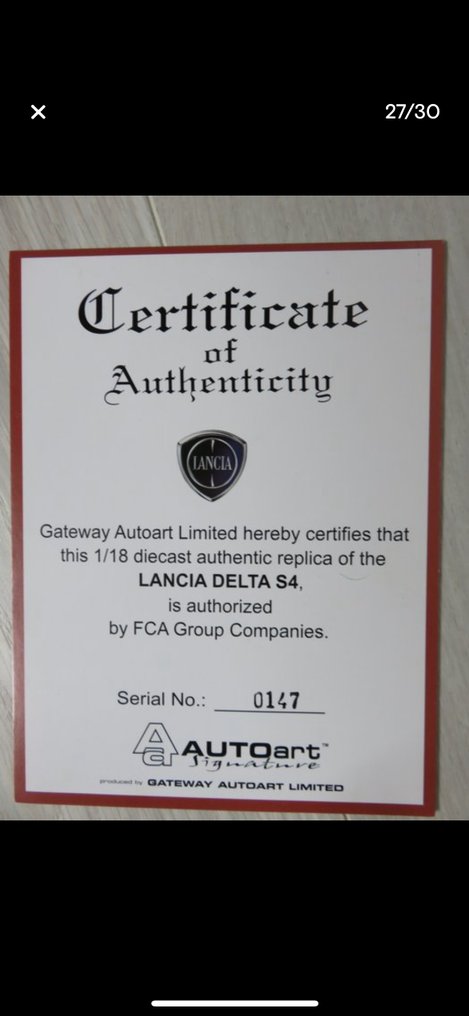 27/30
Certificate
of
Authenticity
LANCIA
Gateway Autoart Limited hereby certifies that
this 1/18 diecast authentic replica of the
LANCIA DELTA S4,
is authorized
by FCA Group Companies.
Serial No.: 0147
Aa AUTOart™
Signature
produced by GATEWAY AUTOART LIMITED